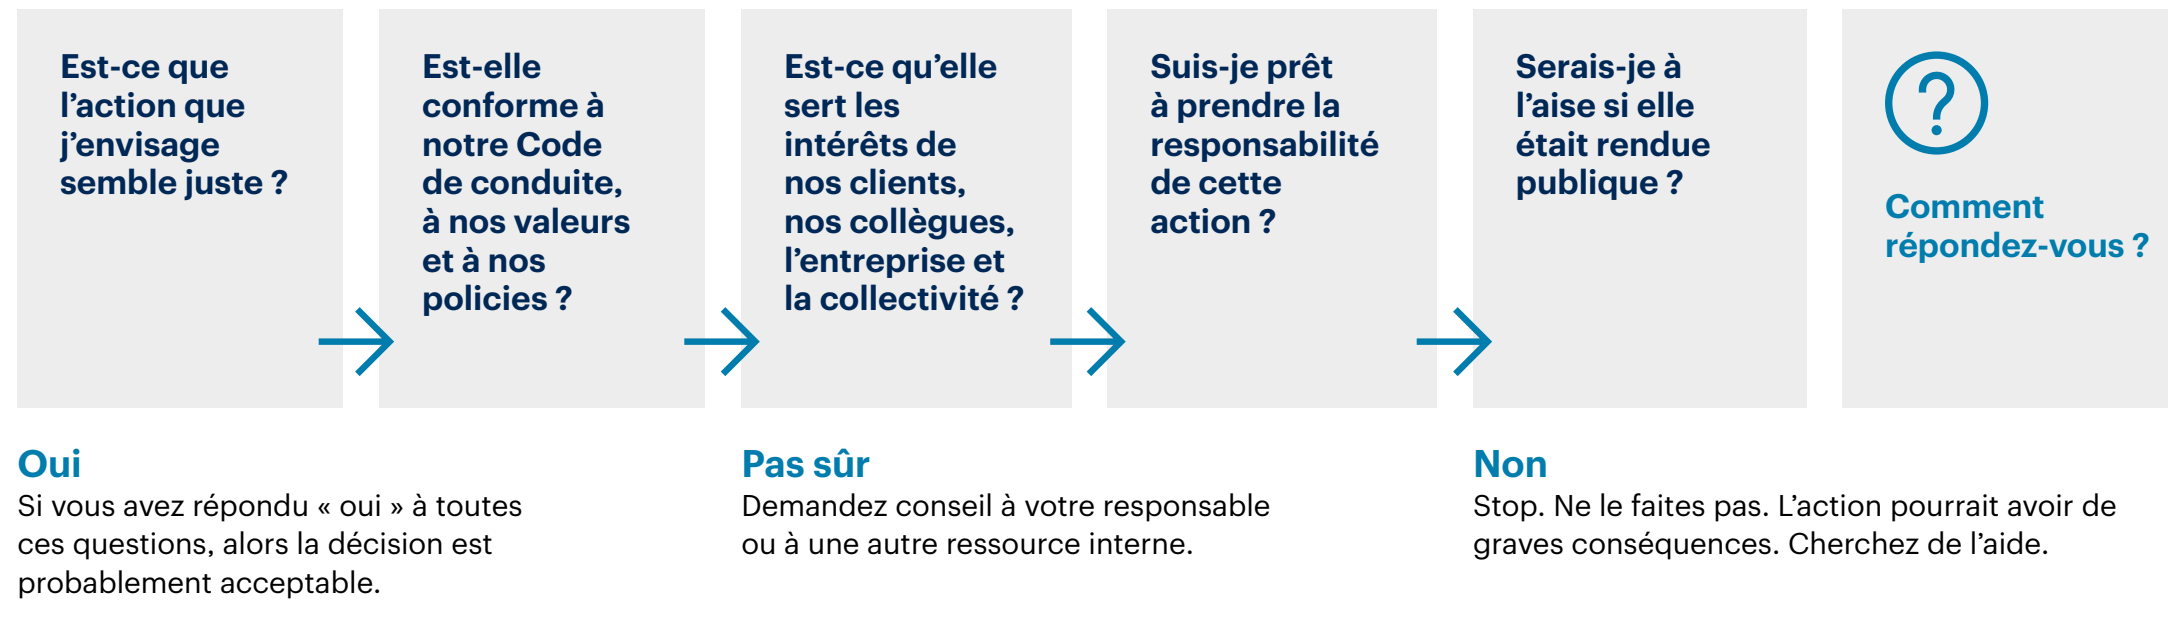 Est-ce que
l'action que
j'envisage
semble juste ?
Est-elle
conforme à
notre Code
de conduite,
à nos valeurs
et à nos
policies ?
Est-ce qu'elle
sert les
intérêts de
nos clients,
nos collègues,
l'entreprise et
la collectivité ?
Suis-je prêt
à prendre la
responsabilité
de cette
action ?
Serais-je à
l'aise si elle
était rendue
publique ?
?
Comment
répondez-vous ?
Oui
Si vous avez répondu « oui » à toutes
ces questions, alors la décision est
probablement acceptable.
Pas sûr
Demandez conseil à votre responsable
ou à une autre ressource interne.
Non
Stop. Ne le faites pas. L'action pourrait avoir de
graves conséquences. Cherchez de l'aide.